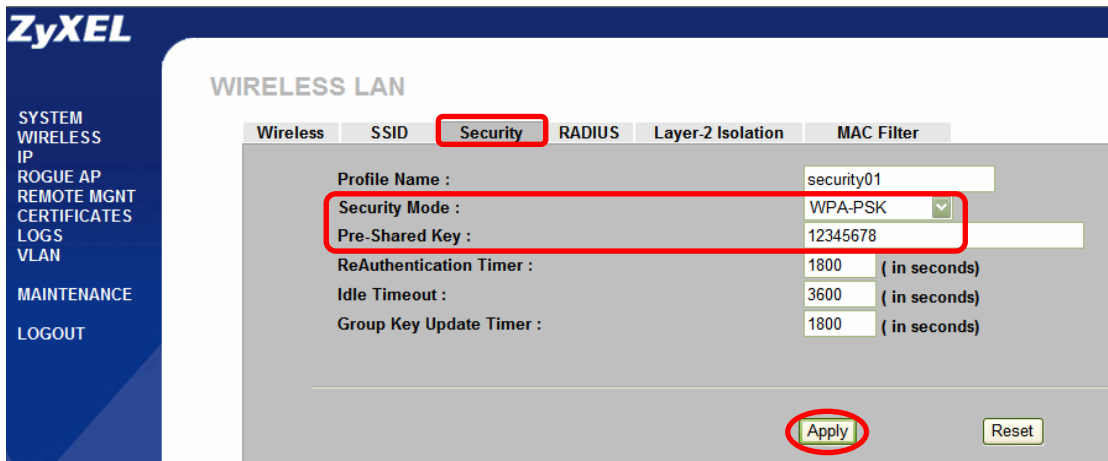 ZyXEL
WIRELESS LAN
SYSTEM
WIRELESS
IP
ROGUE AP
REMOTE MGNT
CERTIFICATES
LOGS
VLAN
MAINTENANCE
LOGOUT
Wireless SSID Security RADIUS Layer-2 Isolation MAC Filter
Profile Name : security01
Security Mode : WPA-PSK
Pre-Shared Key : 12345678
ReAuthentication Timer : 1800 ( in seconds)
Idle Timeout : 3600 ( in seconds)
Group Key Update Timer : 1800 ( in seconds)
Apply Reset